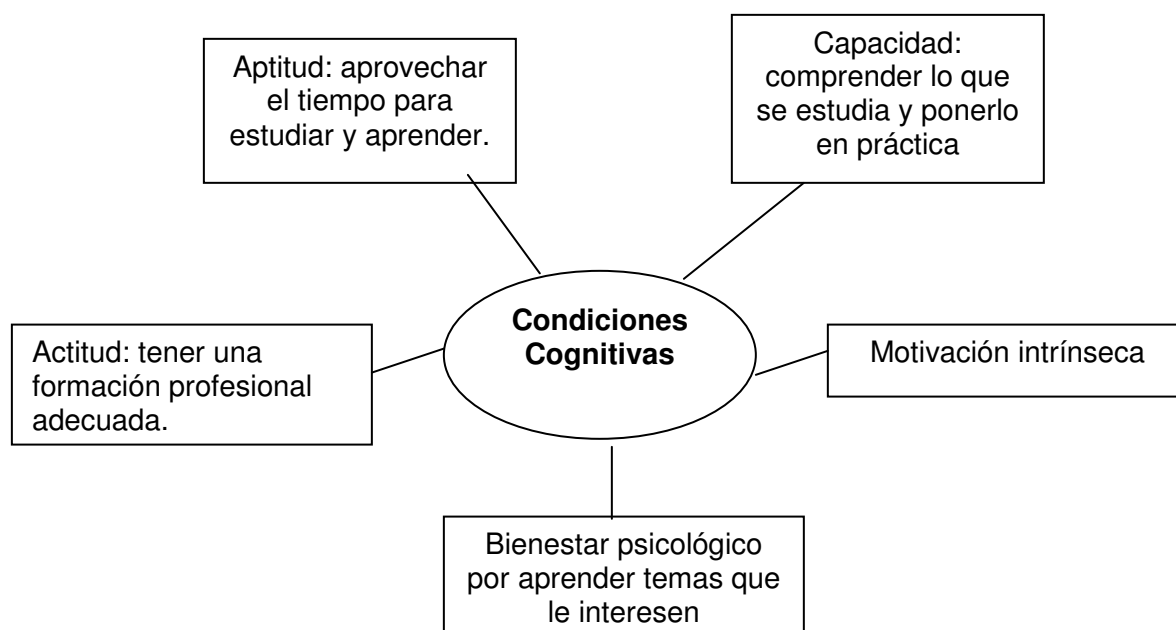 Aptitud: aprovechar
el tiempo para
estudiar y aprender.
Capacidad:
comprender lo que
se estudia y ponerlo
en práctica
Condiciones
Cognitivas
Actitud: tener una
formación profesional
adecuada.
Motivación intrínseca
Bienestar psicológico
por aprender temas que
le interesen